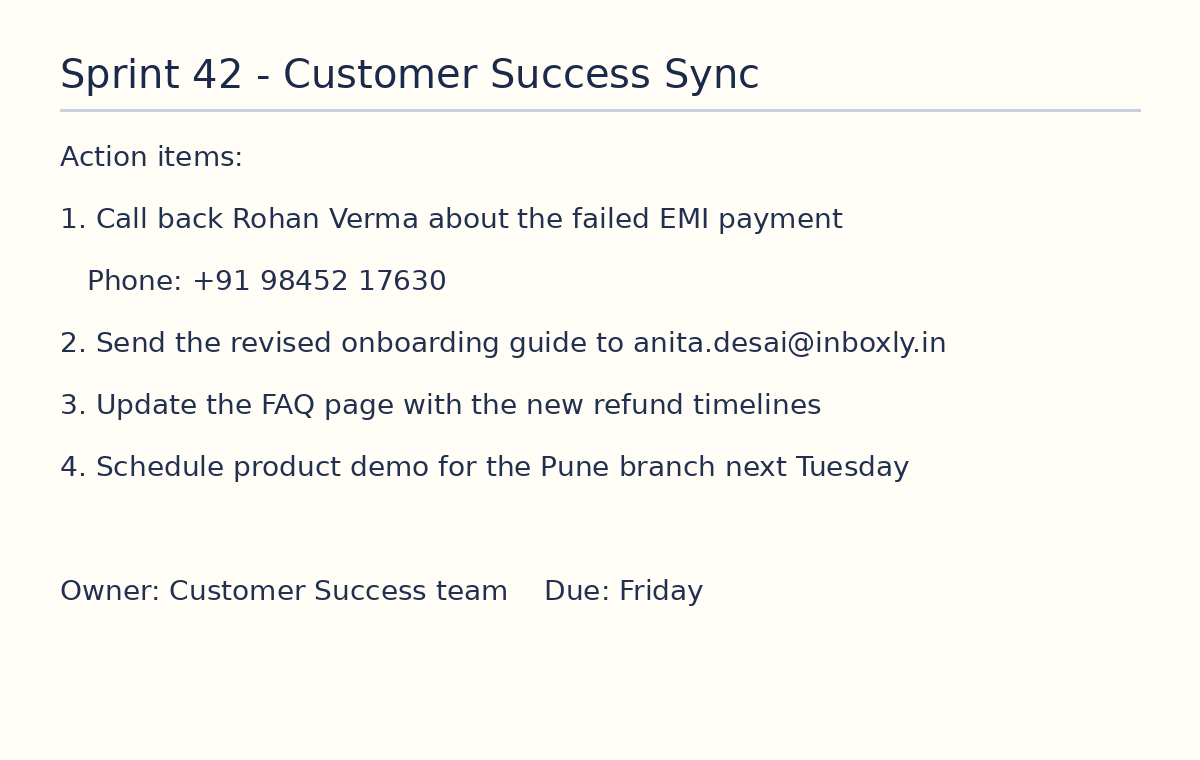 Sprint 42 - Customer Success Sync
Action items:
1. Call back Rohan Verma about the failed EMI payment
Phone: +91 98452 17630
2. Send the revised onboarding guide to anita.desai@inboxly.in
3. Update the FAQ page with the new refund timelines
4. Schedule product demo for the Pune branch next Tuesday
Owner: Customer Success team Due: Friday